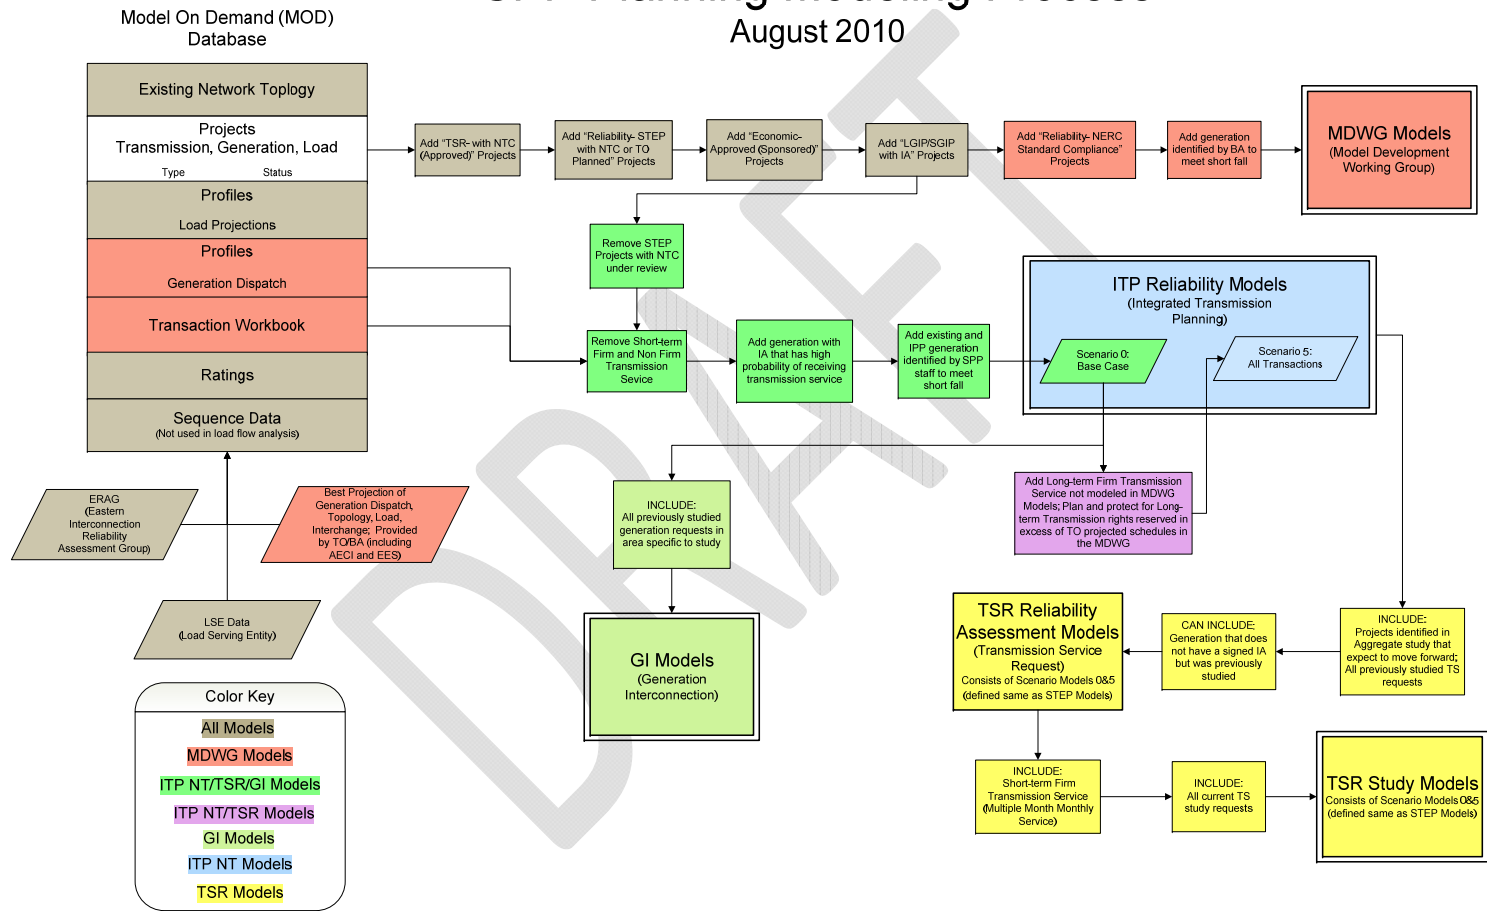 August 2010
Model On Demand (MOD)
Database
Existing Network Toplogy
Projects
Transmission, Generation, Load
Type Status
Profiles
Load Projections
Profiles
Generation Dispatch
Transaction Workbook
Ratings
Sequence Data
(Not used in load flow analysis)
Add "TSR- with NTC
(Approved)" Projects
Add "Reliability- STEP
with NTC or TO
Planned" Projects
Add "Economic-
Approved (Sponsored)"
Projects
Add "LGIP/SGIP
with IA" Projects
Add "Reliability- NERC
Standard Compliance"
Projects
Add generation
identified by BA to
meet short fall
MDWG Models
(Model Development
Working Group)
Remove STEP
Projects with NTC
under review
Remove Short-term
Firm and Non Firm
Transmission
Sevice
Add generation with
IA that has high
probability of receiving
transmission service
Add existing and
IPP generation
identified by SPP
staff to meet
short fall
ITP Reliability Models
(Integrated Transmission
Planning)
Scenario 0:
Base Case
Scenario 5:
All Transactions
ERAG
(Eastern
Interconnection
Reliability
Assessment Group)
Best Projection of
Generation Dispatch,
Topology, Load,
Interchange; Provided
by TO/BA (including
AECI and EES)
LSE Data
(Load Serving Entity)
INCLUDE:
All previously studied
generation requests in
area specific to study
GI Models
(Generation
Interconnection)
Add Long-term Firm Transmission
Service not modeled in MDWG
Models; Plan and protect for Long-
term Transmission rights reserved in
excess of TO projected schedules in
the MDWG
INCLUDE:
Projects identified in
Aggregate study that
expect to move forward;
All previously studied TS
requests
CAN INCLUDE:
Generation that does
not have a signed IA
but was previously
studied
TSR Reliability
Assessment Models
(Transmission Service
Request)
Consists of Scenario Models 0&5
(defined same as STEP Models)
INCLUDE:
Short-term Firm
Transmission Service
(Multiple Month Monthly
Service)
INCLUDE:
All current TS
study requests
TSR Study Models
Consists of Scenario Models 0&5
(defined same as STEP Models)
Color Key
All Models
MDWG Models
ITP NT/TSR/GI Models
ITP NT/TSR Models
GI Models
ITP NT Models
TSR Models
DRAFT